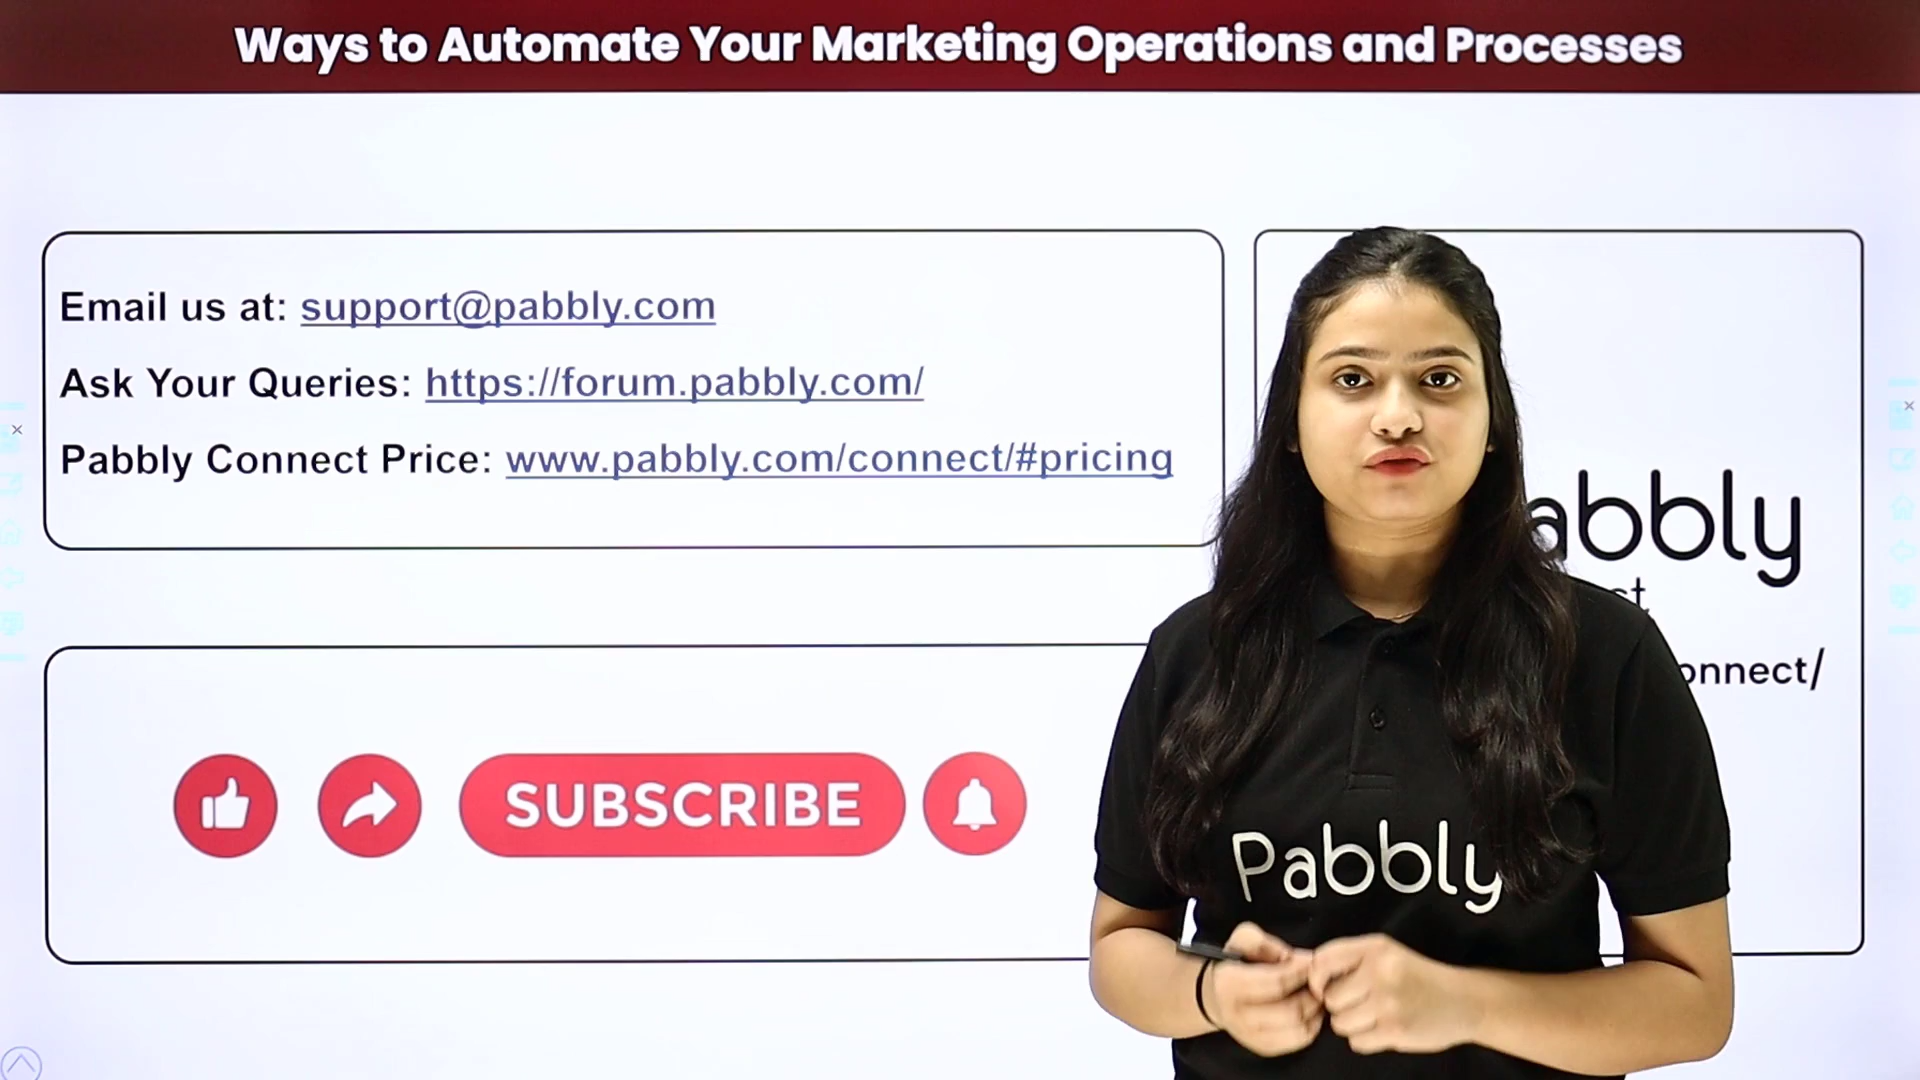 Ways to Automate Your Marketing Operations and Processes
Email us at: support@pabbly.com
Ask Your Queries: https://forum.pabbly.com/
Pabbly Connect Price: www.pabbly.com/connect/#pricing
abbly
onnect/
SUBSCRIBE
Pabbly